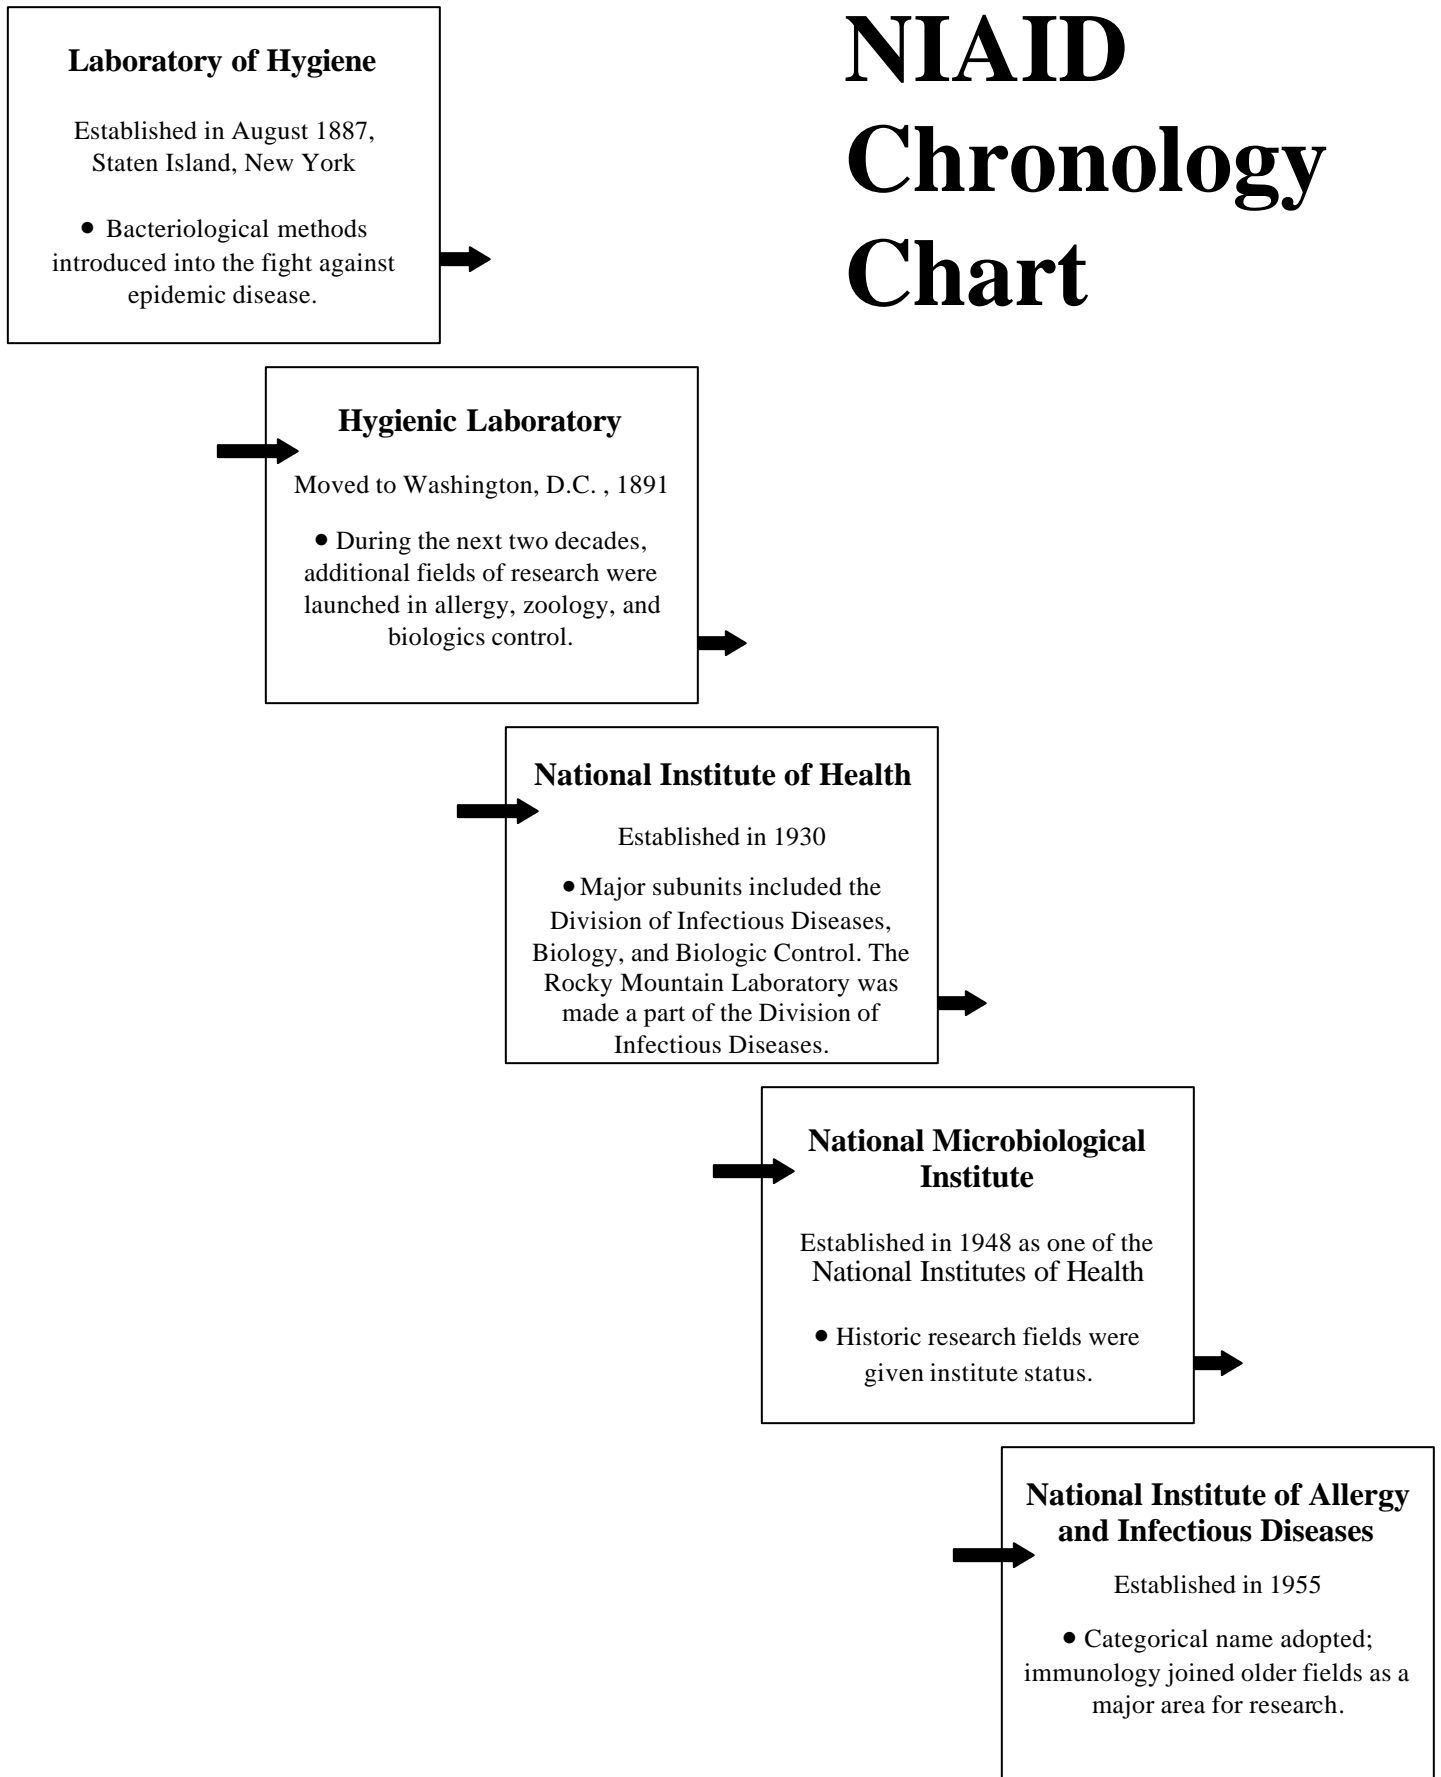 NIAID
Chronology
Chart
Laboratory of Hygiene
Established in August 1887,
Staten Island, New York
● Bacteriological methods
introduced into the fight against
epidemic disease.
Hygienic Laboratory
Moved to Washington, D.C. , 1891
● During the next two decades,
additional fields of research were
launched in allergy, zoology, and
biologics control.
National Institute of Health
Established in 1930
● Major subunits included the
Division of Infectious Diseases,
Biology, and Biologic Control. The
Rocky Mountain Laboratory was
made a part of the Division of
Infectious Diseases.
National Microbiological
Institute
Established in 1948 as one of the
National Institutes of Health
● Historic research fields were
given institute status.
National Institute of Allergy
and Infectious Diseases
Established in 1955
● Categorical name adopted;
immunology joined older fields as a
major area for research.